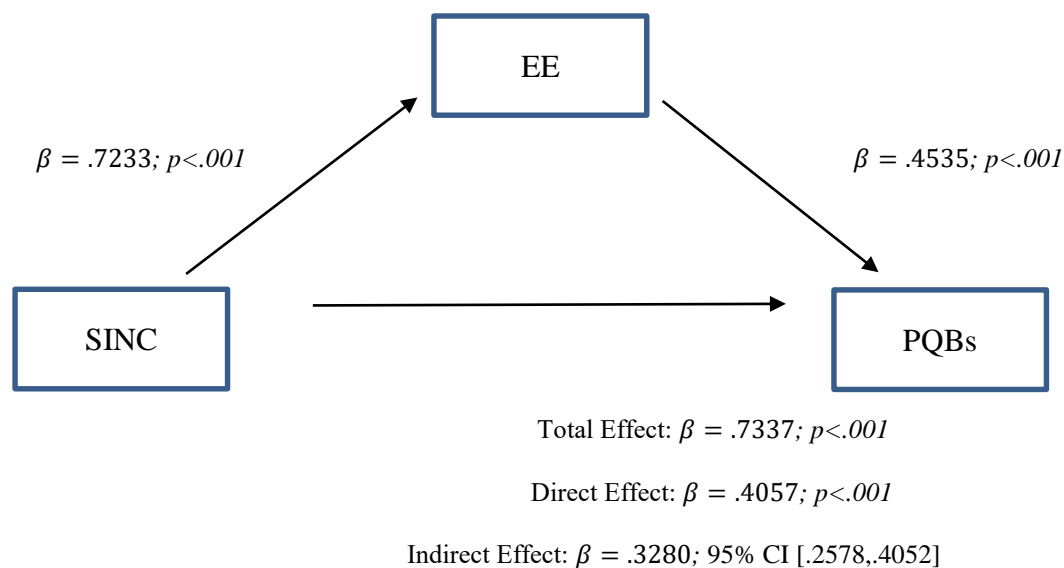 EE
β = .7233; p<.001
β = .4535; p<.001
SINC
PQBs
Total Effect: β = .7337; p<.001
Direct Effect: β = .4057; p<.001
Indirect Effect: β = .3280; 95% CI [.2578,.4052]